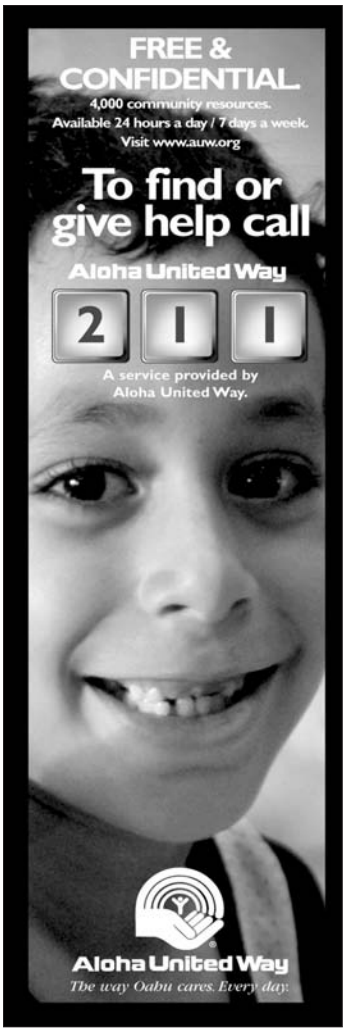 FREE &
CONFIDENTIAL.
4,000 community resources.
Available 24 hours a day / 7 days a week.
Visit www.auw.org
To find or
give help call
Aloha United Way
2 1 1
A service provided by
Aloha United Way.
®
Aloha United Way
The way Oahu cares. Every day.